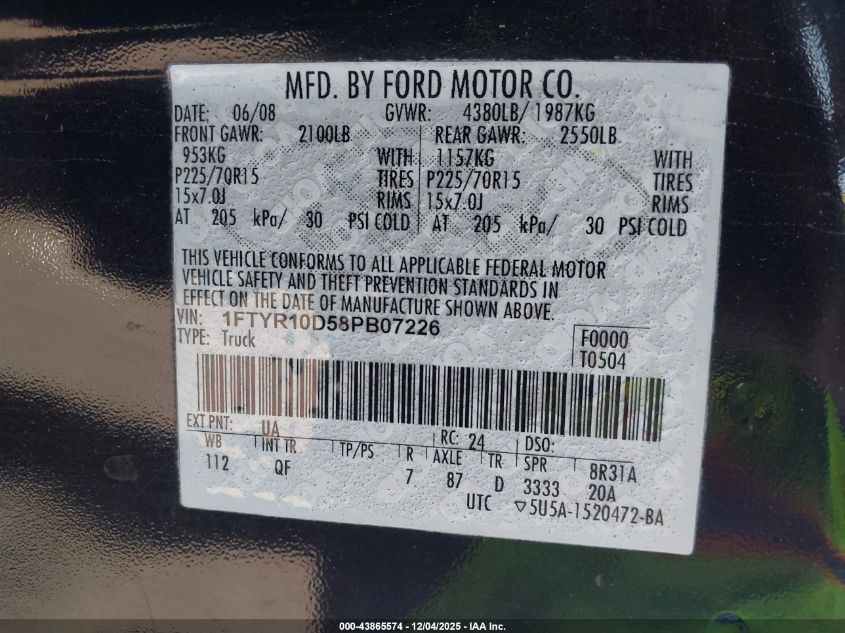 MFD. BY FORD MOTOR CO.
DATE: 06/08 GVWR: 4380LB/ 1987KG
FRONT GAWR: 2100LB REAR GAWR: 2550LB
953KG WITH 1157KG WITH
P225/70R15 TIRES P225/70R15 TIRES
15x7.0J RIMS 15x7.0J RIMS
AT 205 kPa/ 30 PSI COLD AT 205 kPa/ 30 PSI COLD
THIS VEHICLE CONFORMS TO ALL APPLICABLE FEDERAL MOTOR
VEHICLE SAFETY AND THEFT PREVENTION STANDARDS IN
EFFECT ON THE DATE OF MANUFACTURE SHOWN ABOVE.
VIN: 1FTYR10D58PB07226 F0000
TYPE: Truck T0504
EXT PNT: UA RC: 24 DSO:
WB INT TR TP/PS R AXLE TR SPR 8R31A
112 QF 7 87 D 3333 20A
UTC ▽5U5A-1520472-BA
000-43865574 • 12/04/2025 • IAA Inc.